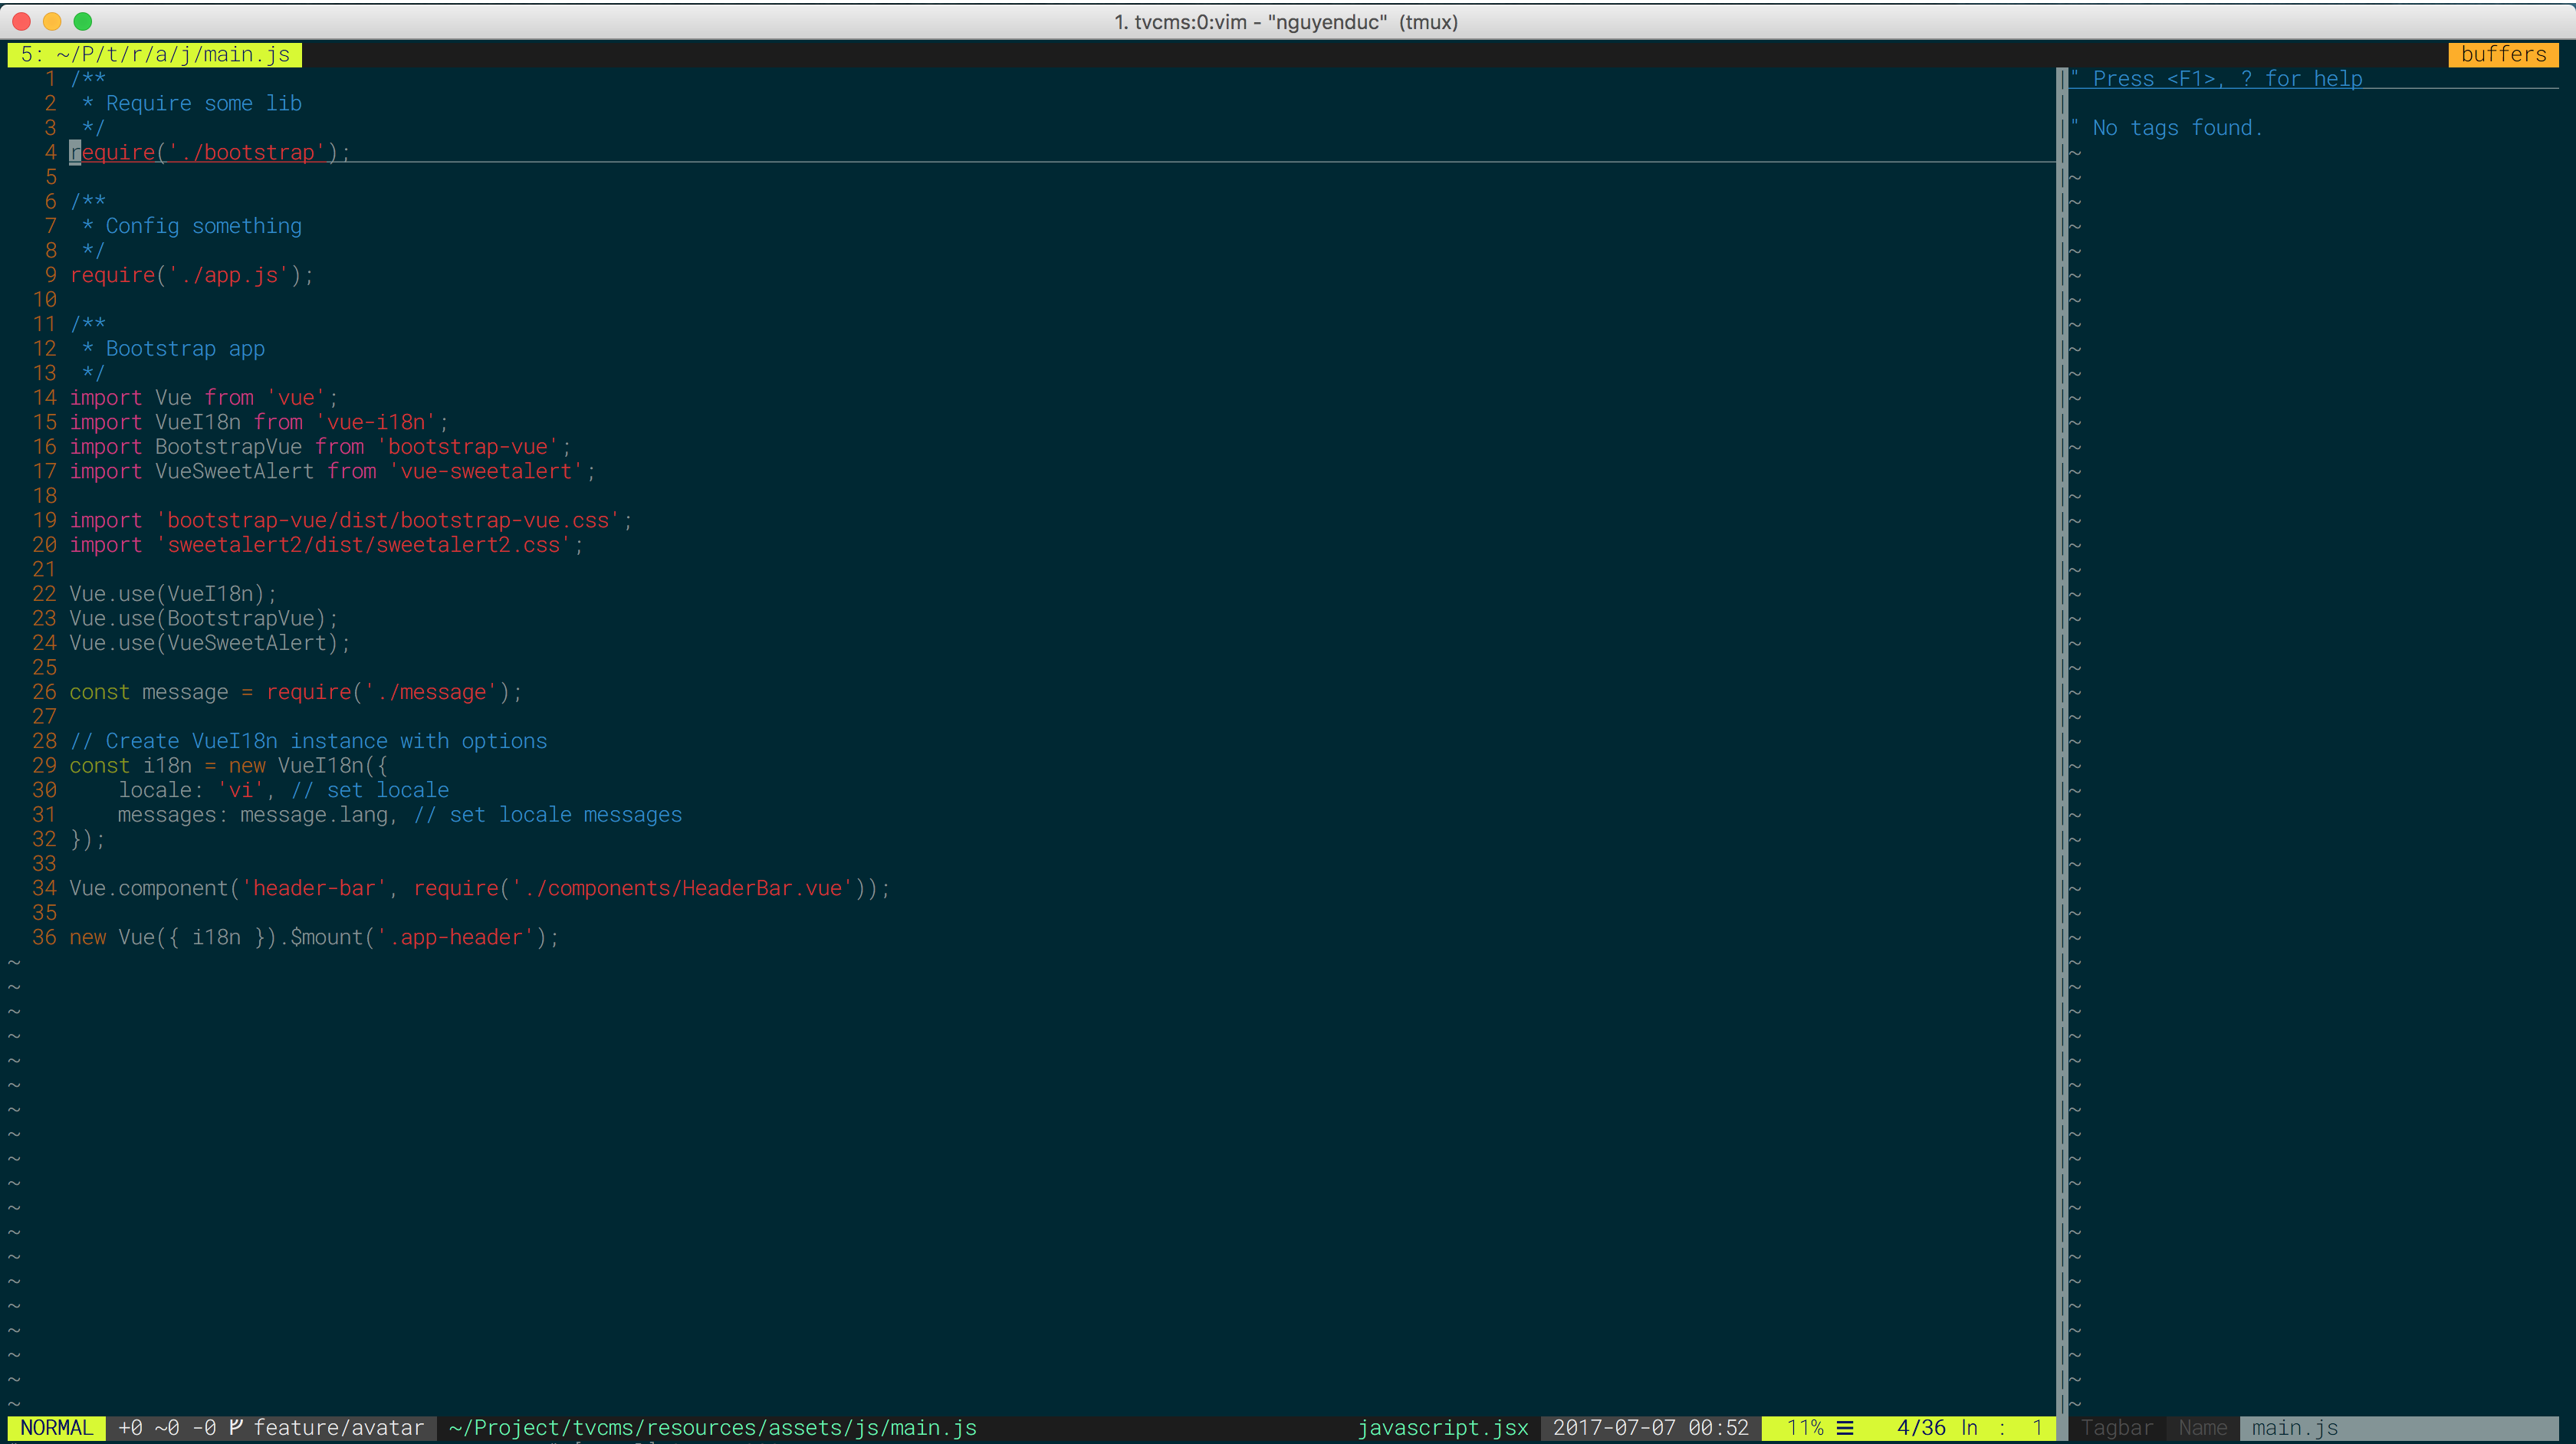 1. tvcms:0:vim - "nguyenduc" (tmux)
5: ~/P/t/r/a/j/main.js
buffers
1 /**
2  * Require some lib
3  */
4 require('./bootstrap');
5
6 /**
7  * Config something
8  */
9 require('./app.js');
10
11 /**
12  * Bootstrap app
13  */
14 import Vue from 'vue';
15 import VueI18n from 'vue-i18n';
16 import BootstrapVue from 'bootstrap-vue';
17 import VueSweetAlert from 'vue-sweetalert';
18
19 import 'bootstrap-vue/dist/bootstrap-vue.css';
20 import 'sweetalert2/dist/sweetalert2.css';
21
22 Vue.use(VueI18n);
23 Vue.use(BootstrapVue);
24 Vue.use(VueSweetAlert);
25
26 const message = require('./message');
27
28 // Create VueI18n instance with options
29 const i18n = new VueI18n({
30     locale: 'vi', // set locale
31     messages: message.lang, // set locale messages
32 });
33
34 Vue.component('header-bar', require('./components/HeaderBar.vue'));
35
36 new Vue({ i18n }).$mount('.app-header');
" Press <F1>, ? for help
" No tags found.
NORMAL +0 ~0 -0 feature/avatar ~/Project/tvcms/resources/assets/js/main.js javascript.jsx 2017-07-07 00:52 11% ☰ 4/36 ln : 1 Tagbar Name main.js